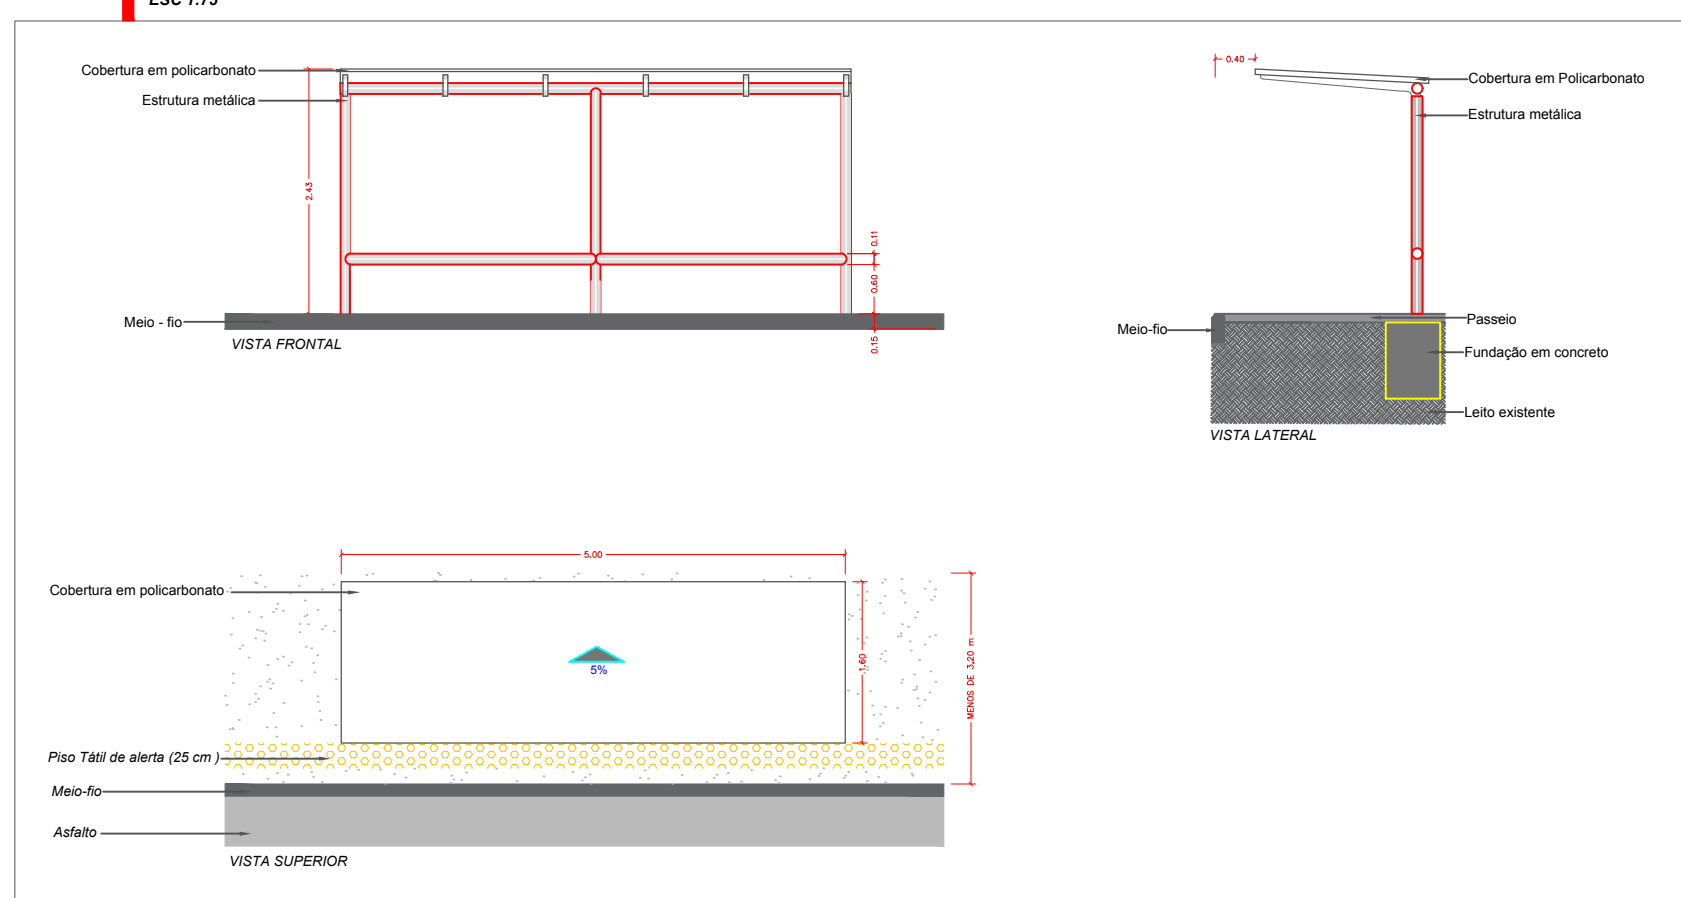 ESC 1:75
Cobertura em policarbonato
Estrutura metálica
2.43
0.11
0.60
0.15
Meio - fio
VISTA FRONTAL
0.40
Cobertura em Policarbonato
Estrutura metálica
Meio-fio
Passeio
Fundação em concreto
Leito existente
VISTA LATERAL
5.00
Cobertura em policarbonato
5%
1.60
MENOS DE 3,20 m
Piso Tátil de alerta (25 cm )
Meio-fio
Asfalto
VISTA SUPERIOR